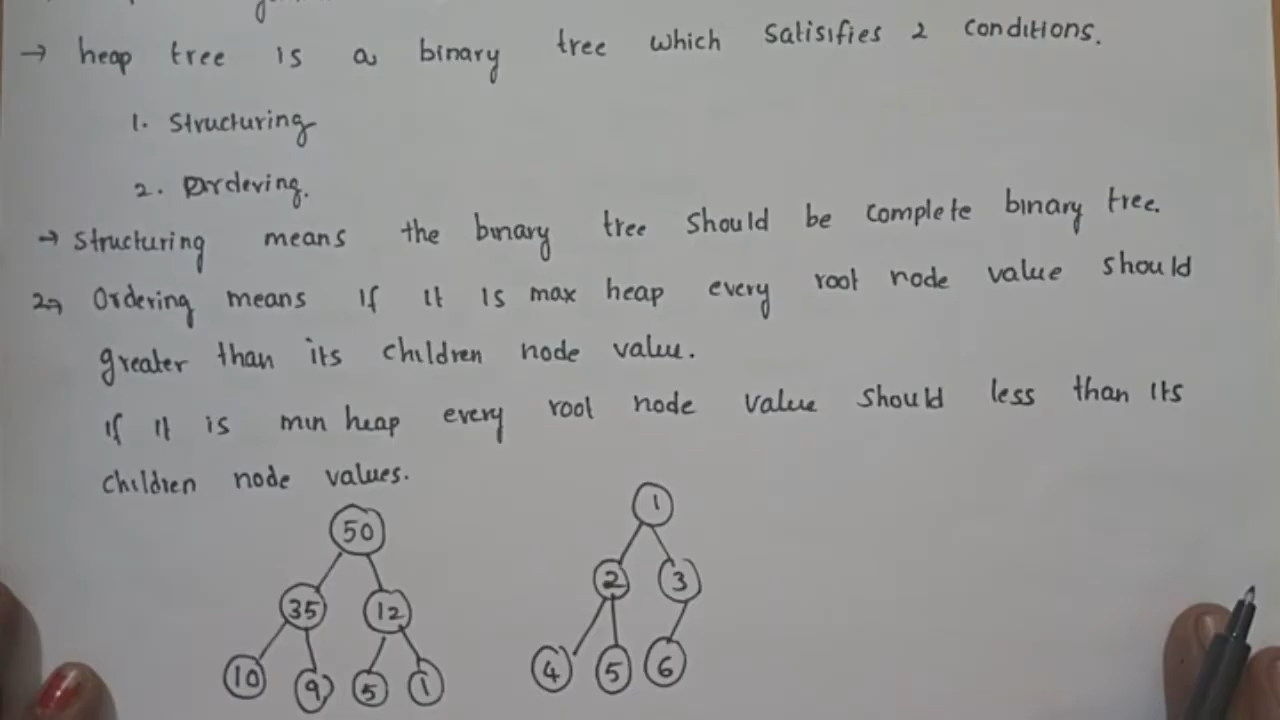 → heap tree is a binary tree which satisifies 2 conditions.
1. Structuring
2. Ordering.
→ Structuring means the binary tree should be complete binary tree.
2→ Ordering means if it is max heap every root node value should
greater than its children node value.
if it is min heap every root node value should less than its
children node values.
50
35 12
10 9 5 1
1
2 3
4 5 6